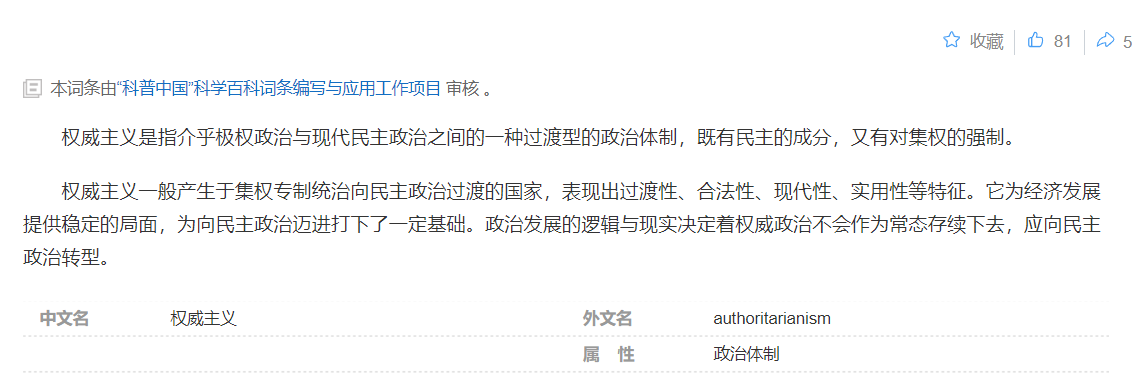 收藏 81 5
本词条由“科普中国”科学百科词条编写与应用工作项目 审核 。
权威主义是指介乎极权政治与现代民主政治之间的一种过渡型的政治体制，既有民主的成分，又有对集权的强制。
权威主义一般产生于集权专制统治向民主政治过渡的国家，表现出过渡性、合法性、现代性、实用性等特征。它为经济发展
提供稳定的局面，为向民主政治迈进打下了一定基础。政治发展的逻辑与现实决定着权威政治不会作为常态存续下去，应向民主
政治转型。
中文名 权威主义 外文名 authoritarianism
属 性 政治体制